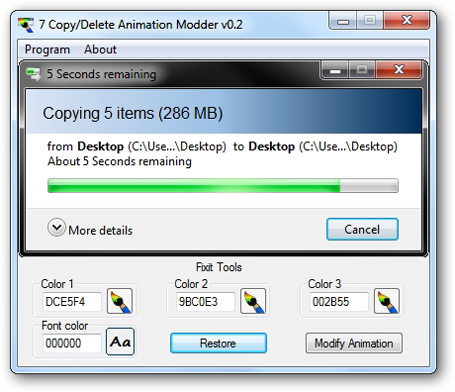 7 Copy/Delete Animation Modder v0.2
Program About
5 Seconds remaining
Copying 5 items (286 MB)
from Desktop (C:\Use...\Desktop) to Desktop (C:\Use...\Desktop)
About 5 Seconds remaining
More details
Cancel
Fixit Tools
Color 1 Color 2 Color 3
DCE5F4 9BC0E3 002B55
Font color
000000 Aa Restore Modify Animation